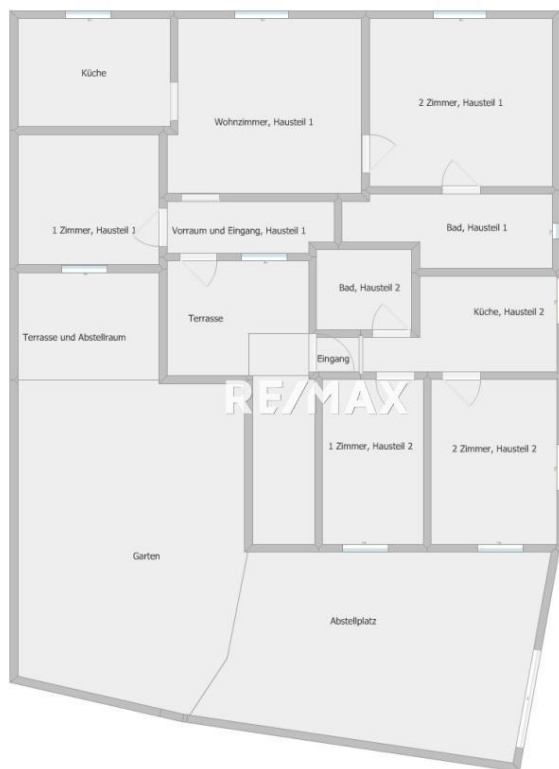 Küche
Wohnzimmer, Hausteil 1
2 Zimmer, Hausteil 1
1 Zimmer, Hausteil 1
Vorraum und Eingang, Hausteil 1
Bad, Hausteil 1
Bad, Hausteil 2
Küche, Hausteil 2
Terrasse
Terrasse und Abstellraum
Eingang
RE/MAX
1 Zimmer, Hausteil 2
2 Zimmer, Hausteil 2
Garten
Abstellplatz